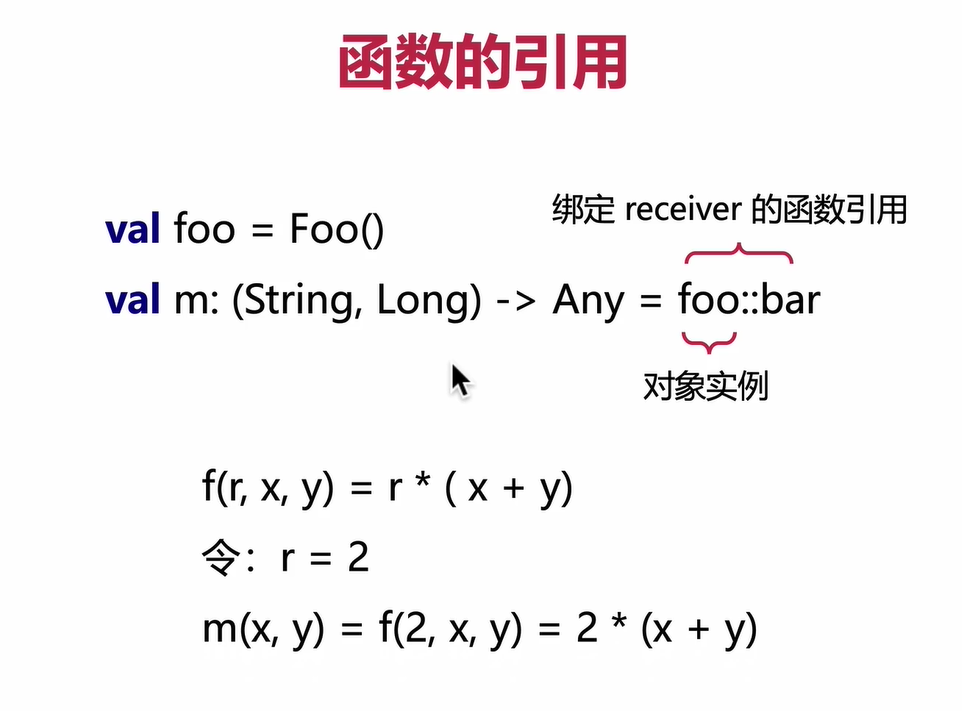 函数的引用
绑定 receiver 的函数引用
val foo = Foo()
val m: (String, Long) -> Any = foo::bar
对象实例
f(r, x, y) = r * ( x + y)
令：r = 2
m(x, y) = f(2, x, y) = 2 * (x + y)